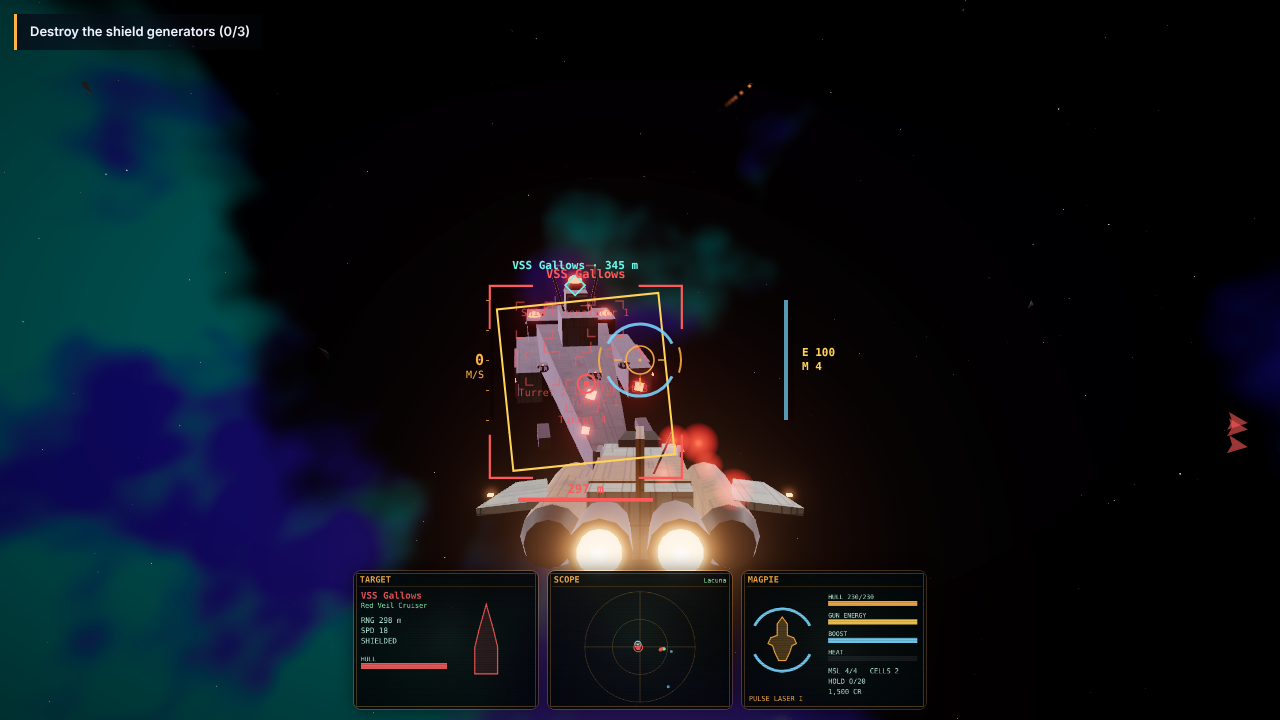 Destroy the shield generators (0/3)
VSS Gallows · 345 m
VSS Gallows
0
M/S
E 100
M 4
297 m
TARGET
VSS Gallows
Red Veil Cruiser
RNG 298 m
SPD 18
SHIELDED
HULL
SCOPE
Lacuna
MAGPIE
HULL 230/230
GUN ENERGY
BOOST
HEAT
MSL 4/4 CELLS 2
HOLD 0/20
1,500 CR
PULSE LASER I